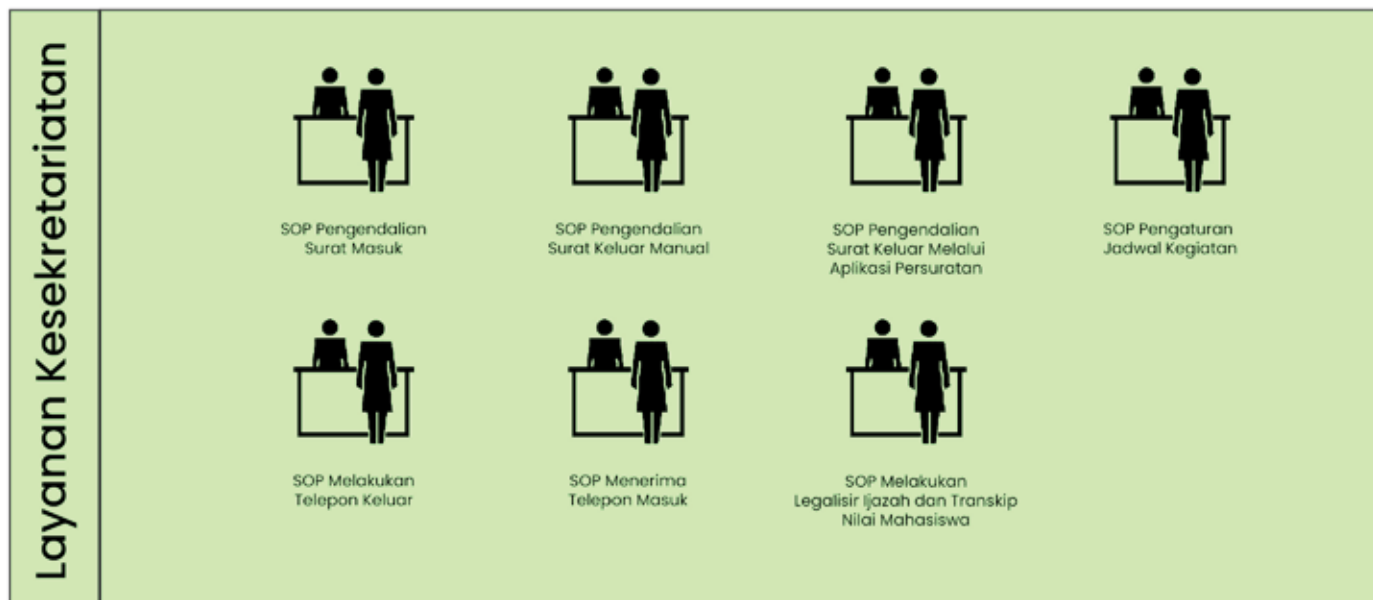 Layanan Kesekretariatan
SOP Pengendalian
Surat Masuk
SOP Pengendalian
Surat Keluar Manual
SOP Pengendalian
Surat Keluar Melalui
Aplikasi Persuratan
SOP Pengaturan
Jadwal Kegiatan
SOP Melakukan
Telepon Keluar
SOP Menerima
Telepon Masuk
SOP Melakukan
Legalisir Ijazah dan Transkip
Nilai Mahasiswa